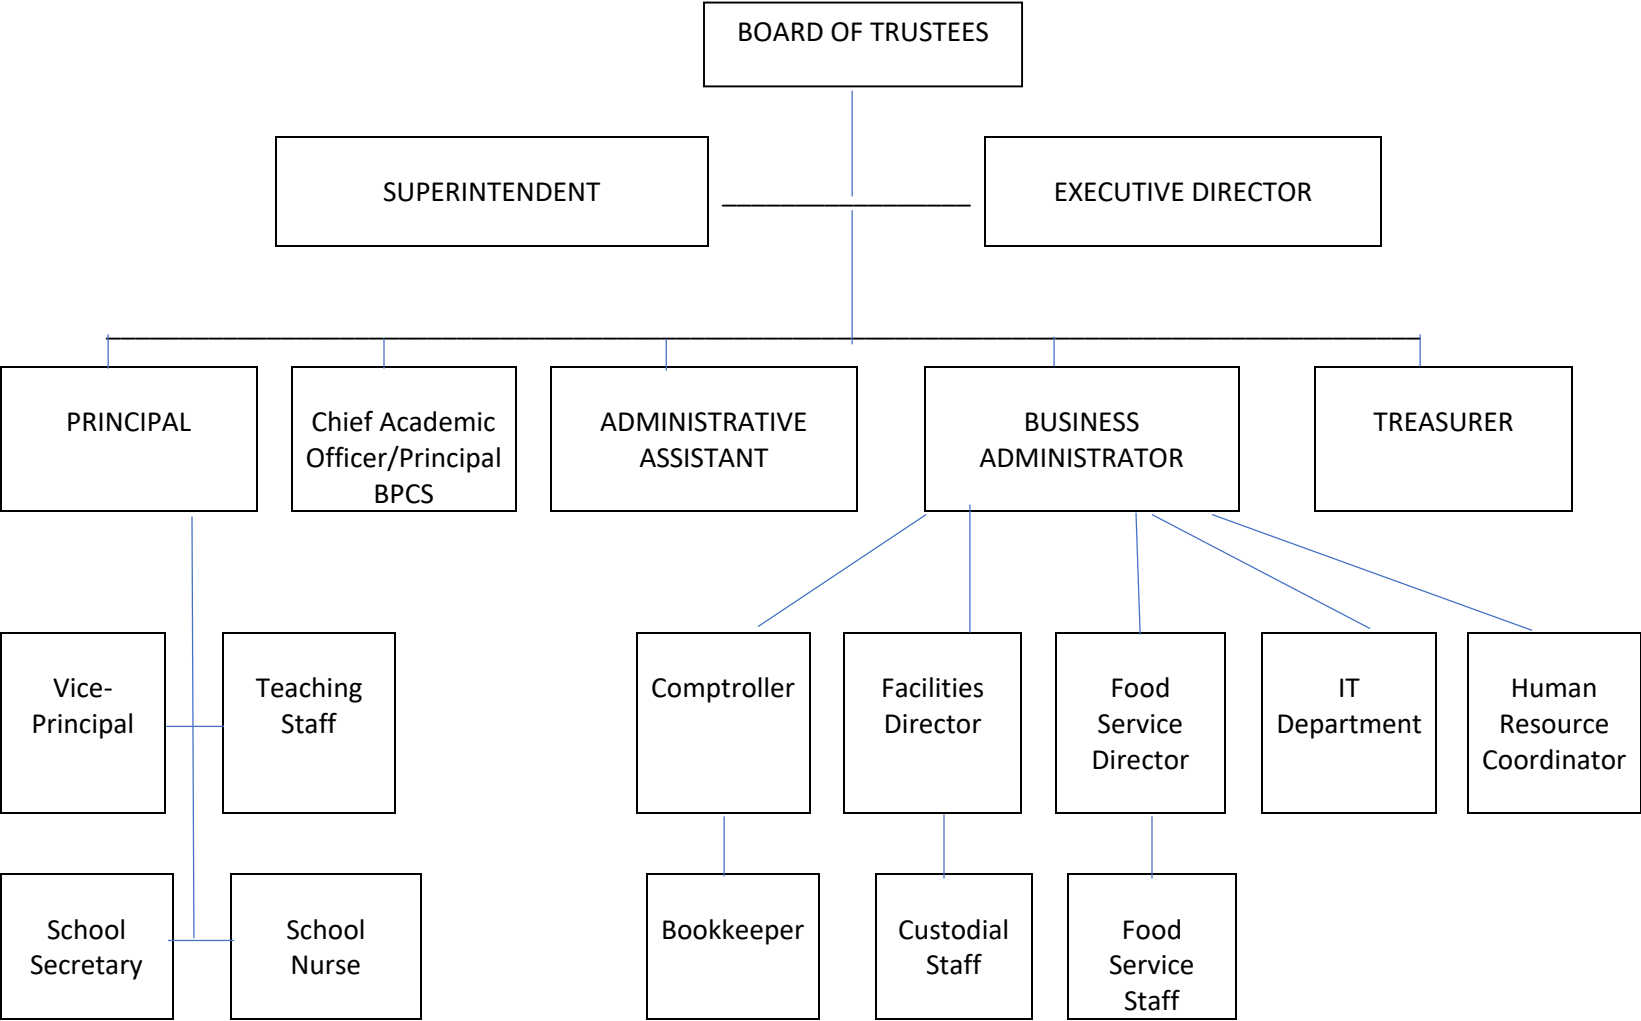 BOARD OF TRUSTEES
SUPERINTENDENT
EXECUTIVE DIRECTOR
PRINCIPAL
Chief Academic
Officer/Principal
BPCS
ADMINISTRATIVE
ASSISTANT
BUSINESS
ADMINISTRATOR
TREASURER
Vice-
Principal
Teaching
Staff
Comptroller
Facilities
Director
Food
Service
Director
IT
Department
Human
Resource
Coordinator
School
Secretary
School
Nurse
Bookkeeper
Custodial
Staff
Food
Service
Staff